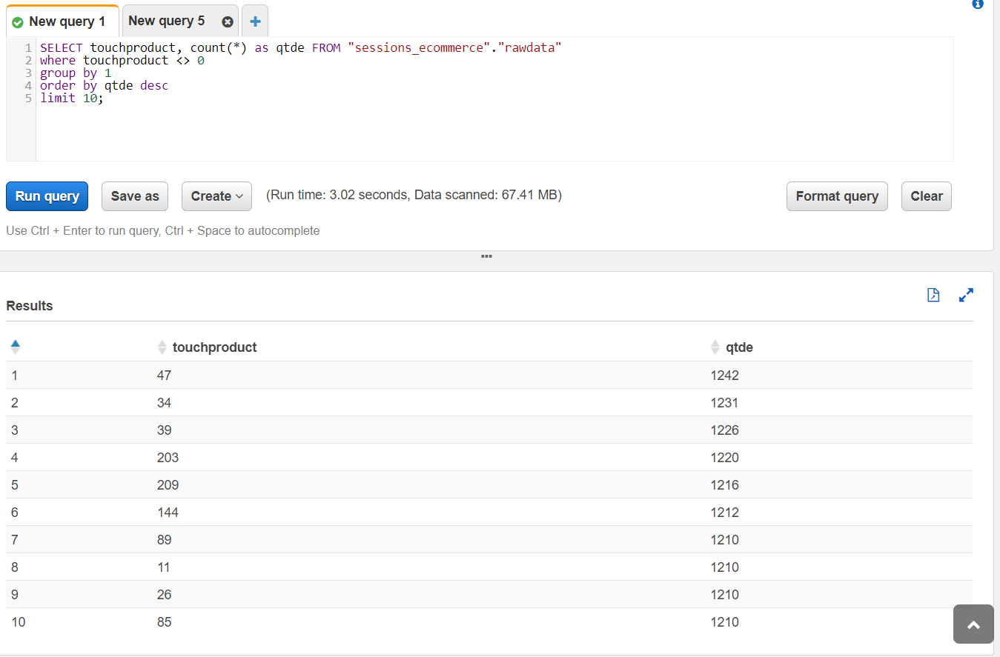 New query 1 New query 5
1 SELECT touchproduct, count(*) as qtde FROM "sessions_ecommerce"."rawdata"
2 where touchproduct <> 0
3 group by 1
4 order by qtde desc
5 limit 10;
Run query Save as Create (Run time: 3.02 seconds, Data scanned: 67.41 MB) Format query Clear
Use Ctrl + Enter to run query, Ctrl + Space to autocomplete
Results
touchproduct qtde
1 47 1242
2 34 1231
3 39 1226
4 203 1220
5 209 1216
6 144 1212
7 89 1210
8 11 1210
9 26 1210
10 85 1210